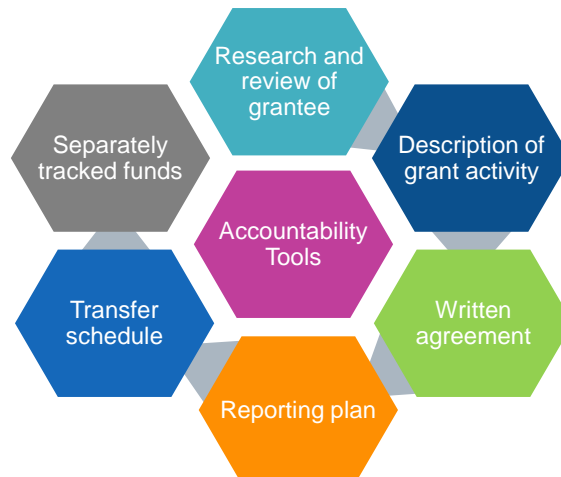 Research and
review of
grantee
Description of
grant activity
Written
agreement
Reporting plan
Transfer
schedule
Separately
tracked funds
Accountability
Tools